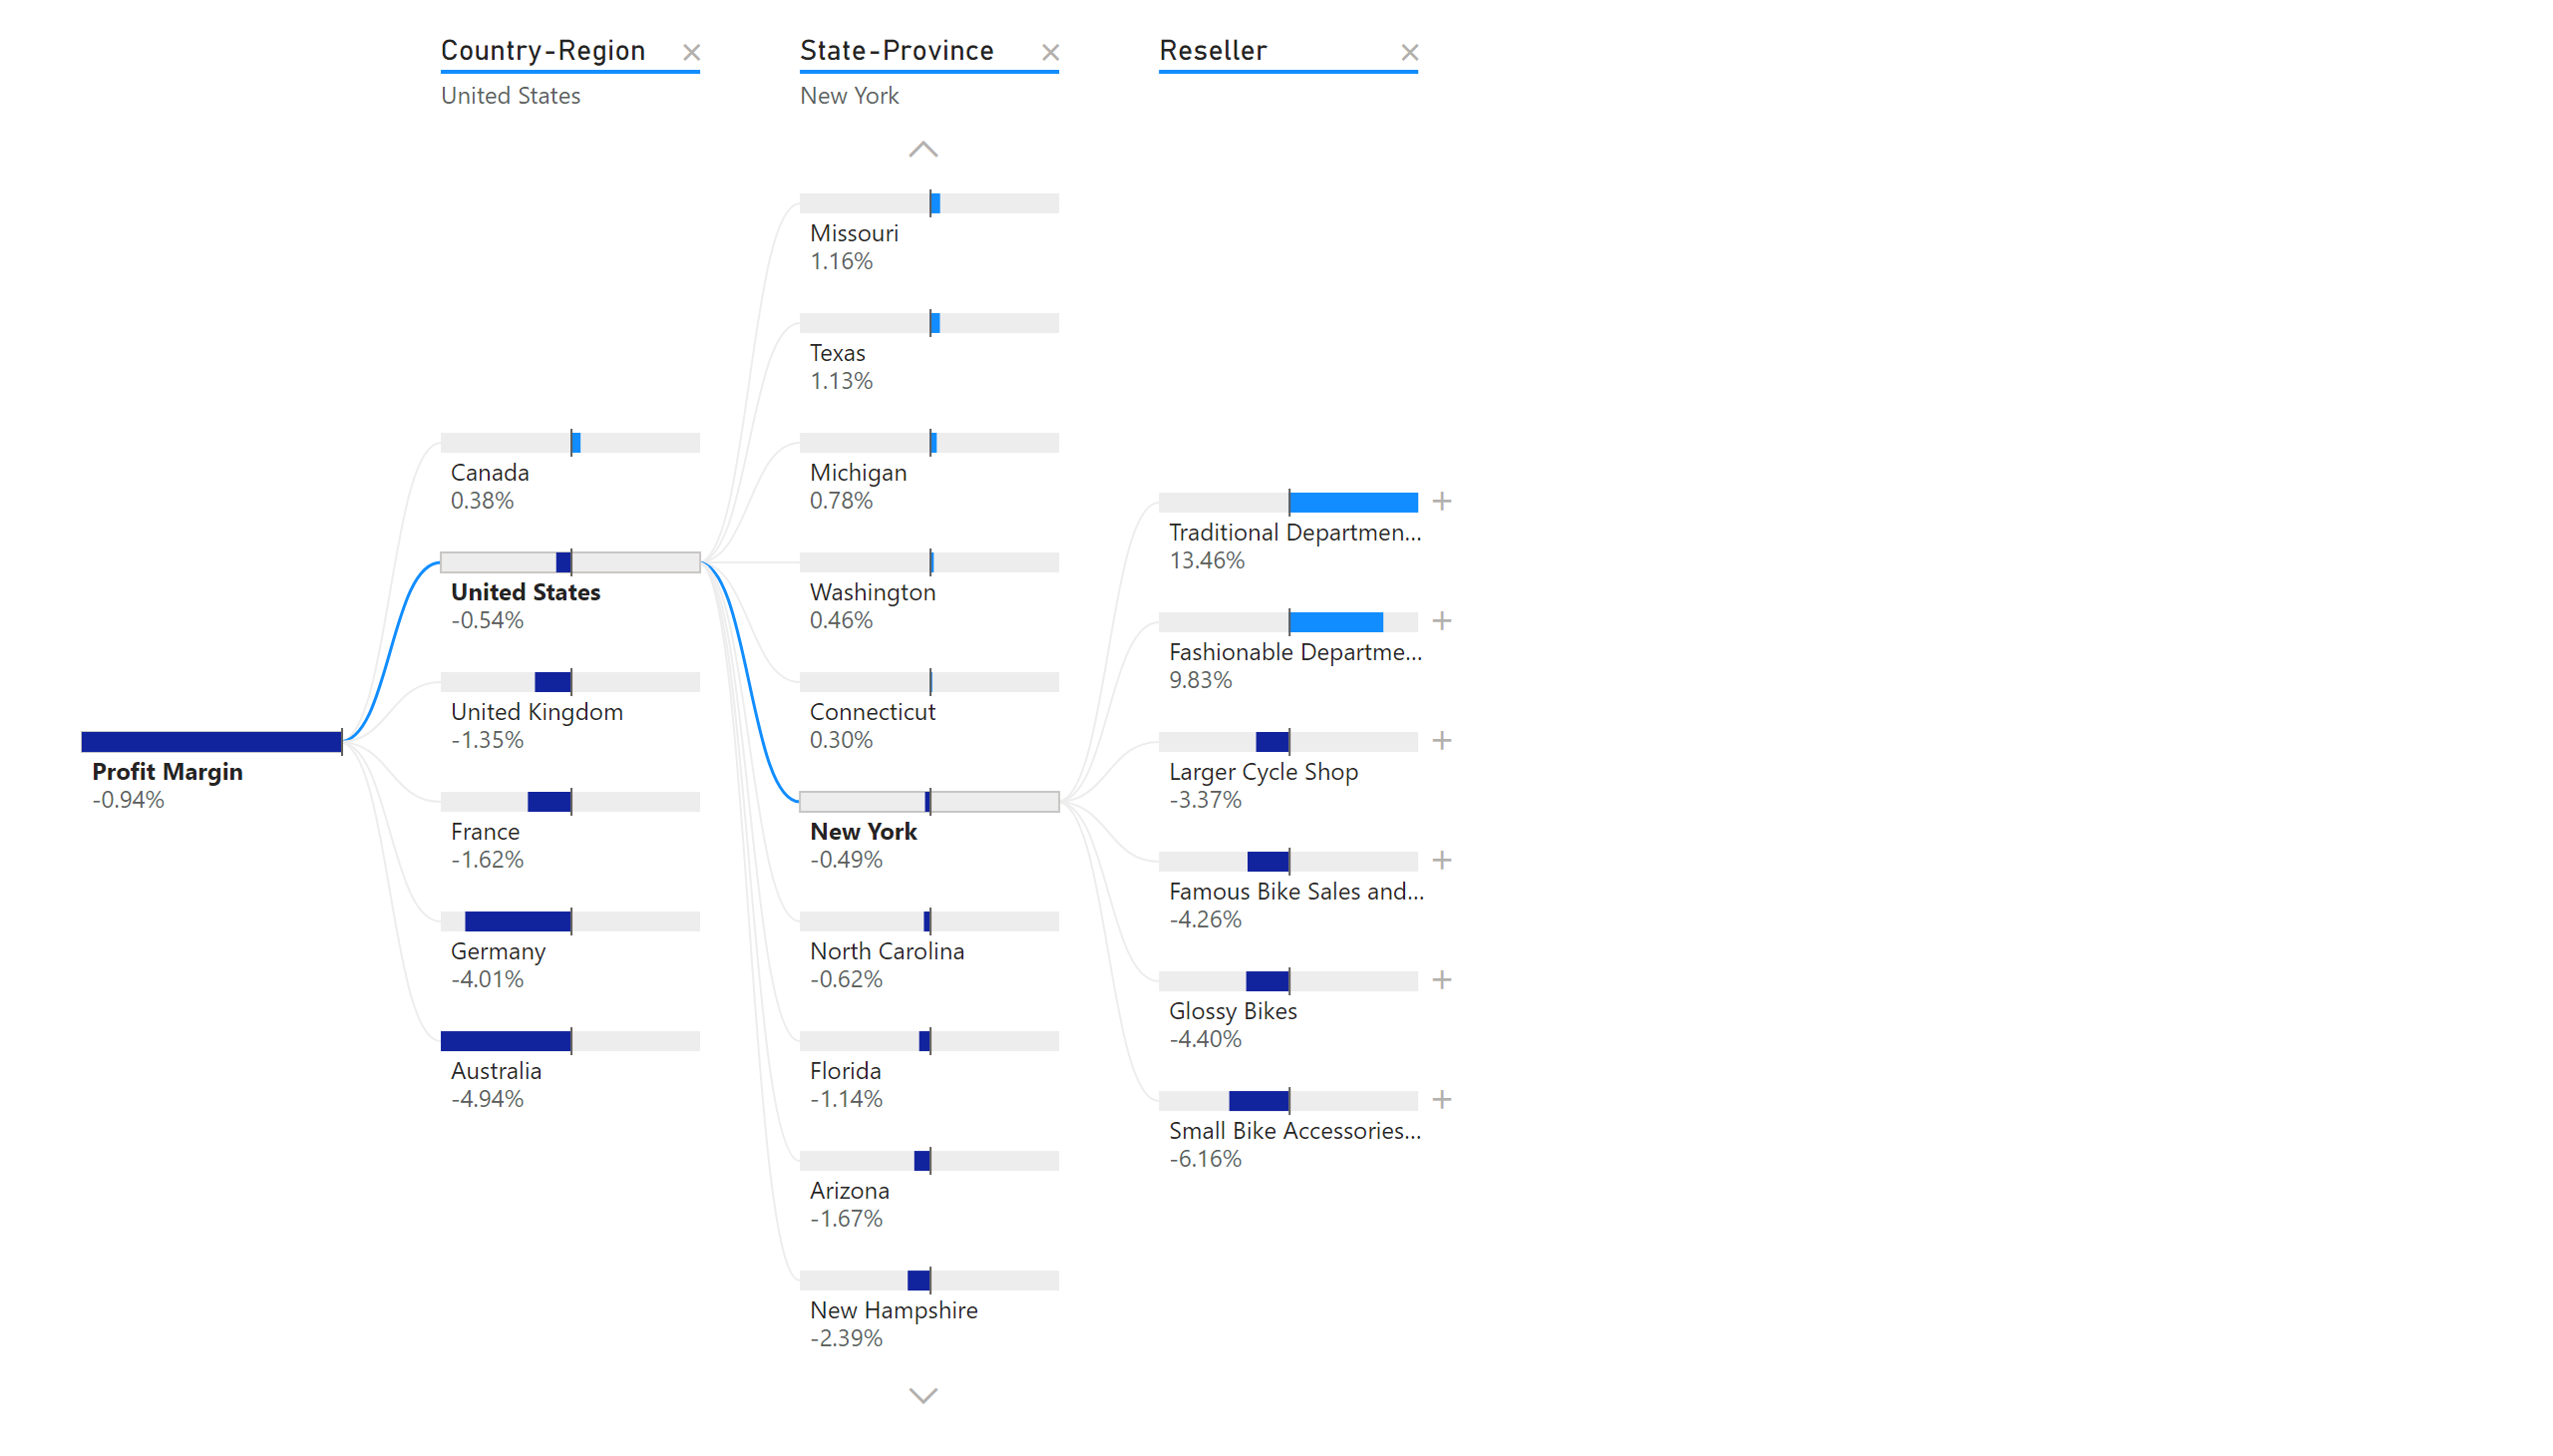 Country-Region
United States
State-Province
New York
Reseller
Profit Margin
-0.94%
Canada
0.38%
United States
-0.54%
United Kingdom
-1.35%
France
-1.62%
Germany
-4.01%
Australia
-4.94%
Missouri
1.16%
Texas
1.13%
Michigan
0.78%
Washington
0.46%
Connecticut
0.30%
New York
-0.49%
North Carolina
-0.62%
Florida
-1.14%
Arizona
-1.67%
New Hampshire
-2.39%
Traditional Departmen...
13.46%
Fashionable Departme...
9.83%
Larger Cycle Shop
-3.37%
Famous Bike Sales and...
-4.26%
Glossy Bikes
-4.40%
Small Bike Accessories...
-6.16%